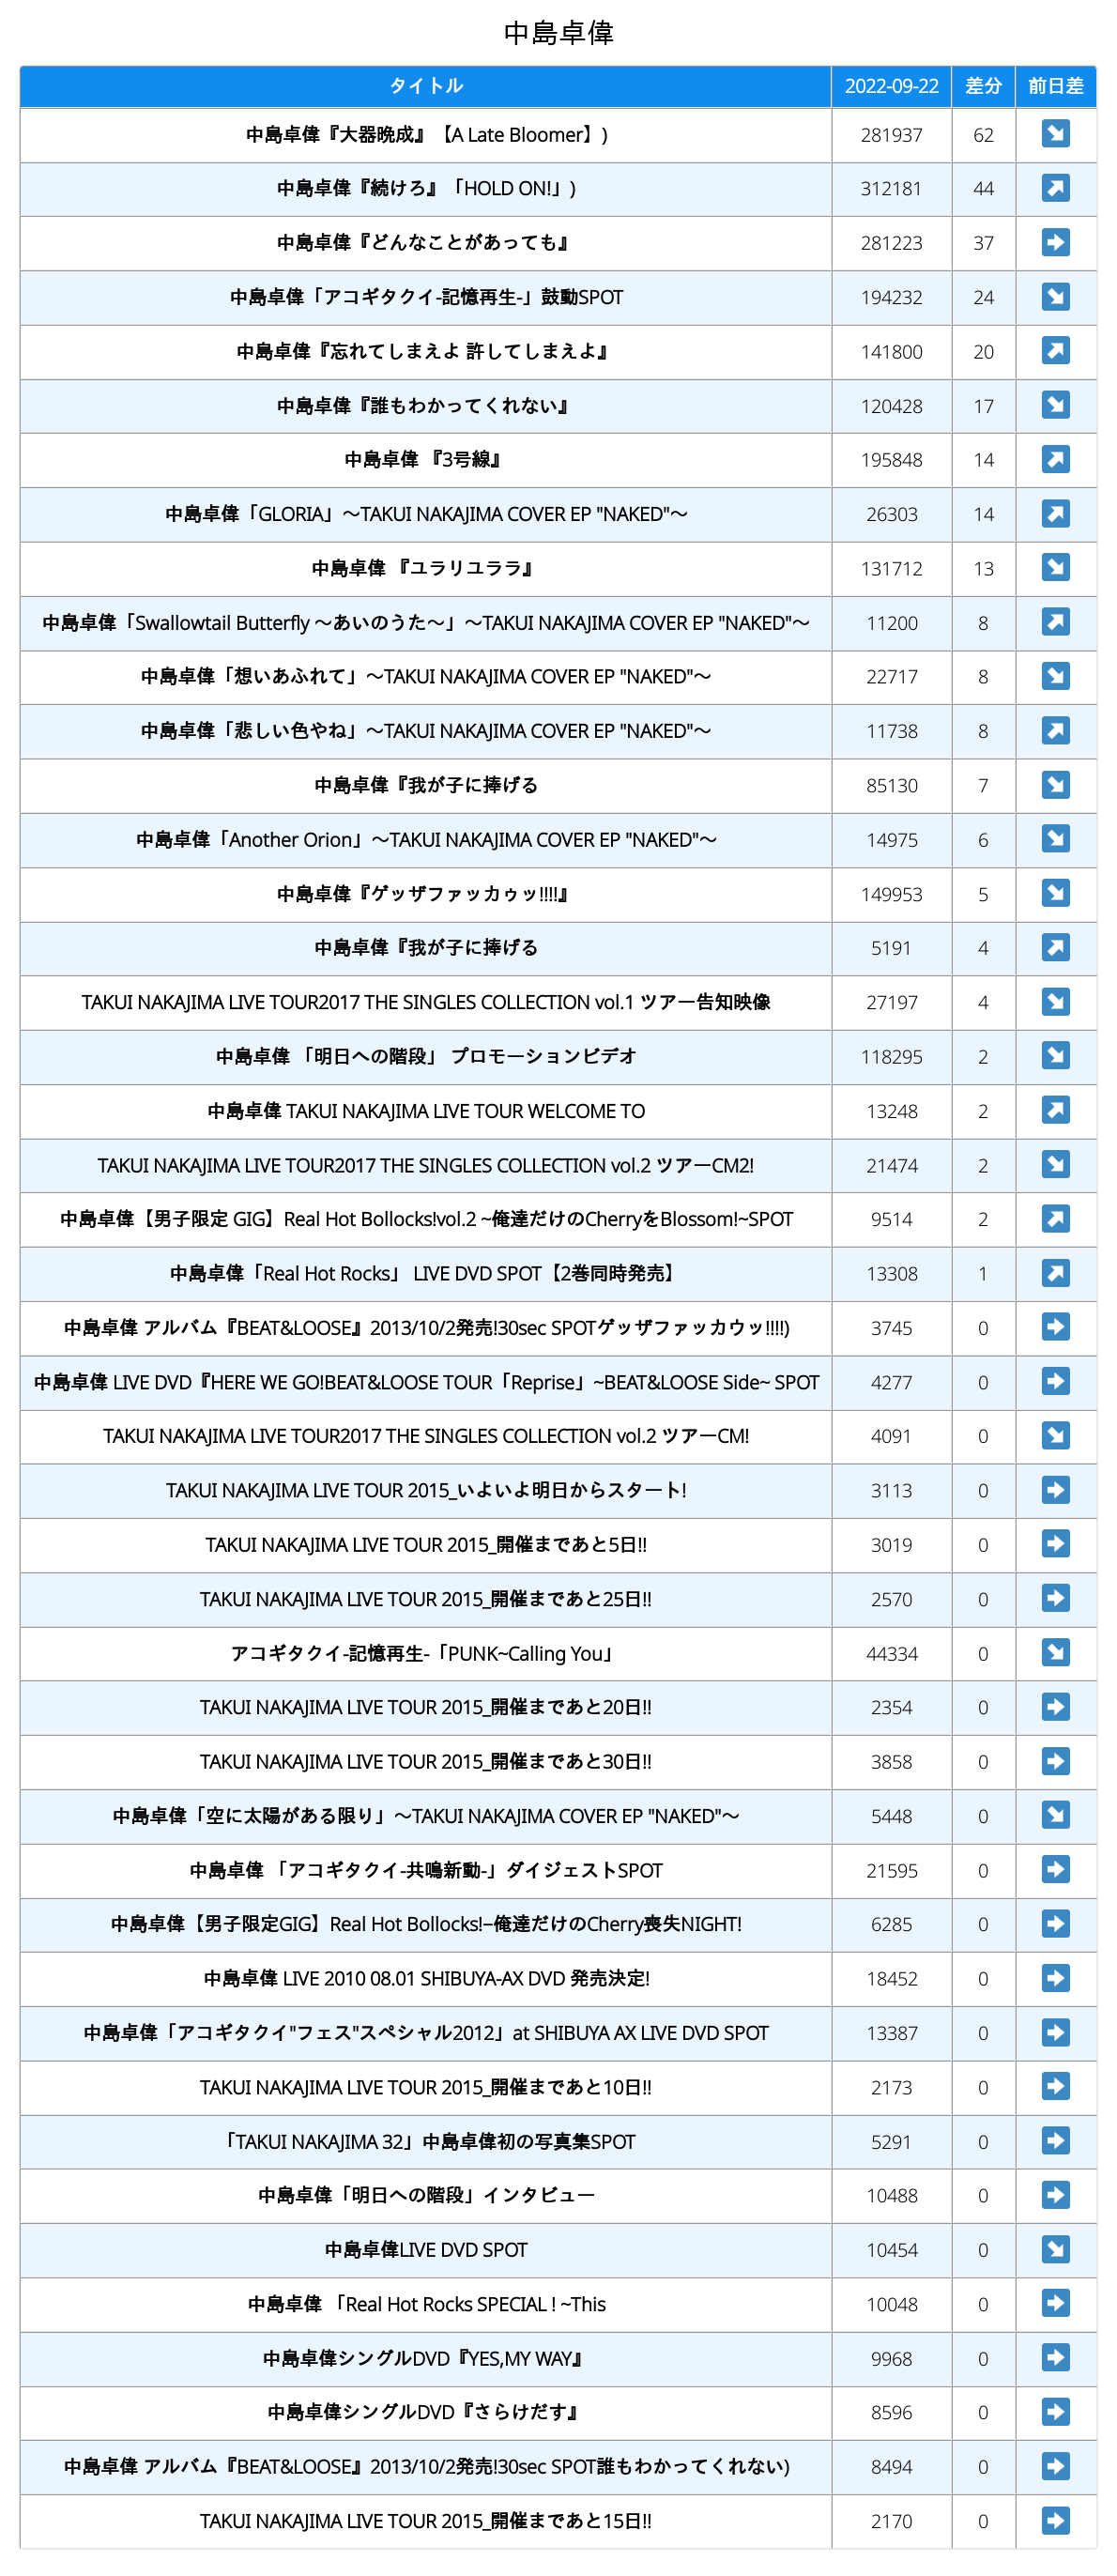 中島卓偉
タイトル 2022-09-22 差分 前日差
中島卓偉『大器晩成』【A Late Bloomer】) 281937 62
中島卓偉『続けろ』「HOLD ON!」) 312181 44
中島卓偉『どんなことがあっても』 281223 37
中島卓偉「アコギタクイ-記憶再生-」鼓動SPOT 194232 24
中島卓偉『忘れてしまえよ 許してしまえよ』 141800 20
中島卓偉『誰もわかってくれない』 120428 17
中島卓偉 『3号線』 195848 14
中島卓偉「GLORIA」〜TAKUI NAKAJIMA COVER EP "NAKED"〜 26303 14
中島卓偉 『ユラリユララ』 131712 13
中島卓偉「Swallowtail Butterfly 〜あいのうた〜」〜TAKUI NAKAJIMA COVER EP "NAKED"〜 11200 8
中島卓偉「想いあふれて」〜TAKUI NAKAJIMA COVER EP "NAKED"〜 22717 8
中島卓偉「悲しい色やね」〜TAKUI NAKAJIMA COVER EP "NAKED"〜 11738 8
中島卓偉『我が子に捧げる 85130 7
中島卓偉「Another Orion」〜TAKUI NAKAJIMA COVER EP "NAKED"〜 14975 6
中島卓偉『ゲッザファッカゥッ!!!!』 149953 5
中島卓偉『我が子に捧げる 5191 4
TAKUI NAKAJIMA LIVE TOUR2017 THE SINGLES COLLECTION vol.1 ツアー告知映像 27197 4
中島卓偉 「明日への階段」 プロモーションビデオ 118295 2
中島卓偉 TAKUI NAKAJIMA LIVE TOUR WELCOME TO 13248 2
TAKUI NAKAJIMA LIVE TOUR2017 THE SINGLES COLLECTION vol.2 ツアーCM2! 21474 2
中島卓偉【男子限定 GIG】Real Hot Bollocks!vol.2 ~俺達だけのCherryをBlossom!~SPOT 9514 2
中島卓偉「Real Hot Rocks」 LIVE DVD SPOT【2巻同時発売】 13308 1
中島卓偉 アルバム『BEAT&LOOSE』2013/10/2発売!30sec SPOTゲッザファッカウッ!!!!) 3745 0
中島卓偉 LIVE DVD『HERE WE GO!BEAT&LOOSE TOUR「Reprise」~BEAT&LOOSE Side~ SPOT 4277 0
TAKUI NAKAJIMA LIVE TOUR2017 THE SINGLES COLLECTION vol.2 ツアーCM! 4091 0
TAKUI NAKAJIMA LIVE TOUR 2015_いよいよ明日からスタート! 3113 0
TAKUI NAKAJIMA LIVE TOUR 2015_開催まであと5日!! 3019 0
TAKUI NAKAJIMA LIVE TOUR 2015_開催まであと25日!! 2570 0
アコギタクイ-記憶再生-「PUNK~Calling You」 44334 0
TAKUI NAKAJIMA LIVE TOUR 2015_開催まであと20日!! 2354 0
TAKUI NAKAJIMA LIVE TOUR 2015_開催まであと30日!! 3858 0
中島卓偉「空に太陽がある限り」〜TAKUI NAKAJIMA COVER EP "NAKED"〜 5448 0
中島卓偉 「アコギタクイ-共鳴新動-」ダイジェストSPOT 21595 0
中島卓偉【男子限定GIG】Real Hot Bollocks!−俺達だけのCherry喪失NIGHT! 6285 0
中島卓偉 LIVE 2010 08.01 SHIBUYA-AX DVD 発売決定! 18452 0
中島卓偉「アコギタクイ"フェス"スペシャル2012」at SHIBUYA AX LIVE DVD SPOT 13387 0
TAKUI NAKAJIMA LIVE TOUR 2015_開催まであと10日!! 2173 0
「TAKUI NAKAJIMA 32」中島卓偉初の写真集SPOT 5291 0
中島卓偉「明日への階段」インタビュー 10488 0
中島卓偉LIVE DVD SPOT 10454 0
中島卓偉 「Real Hot Rocks SPECIAL ! ~This 10048 0
中島卓偉シングルDVD『YES,MY WAY』 9968 0
中島卓偉シングルDVD『さらけだす』 8596 0
中島卓偉 アルバム『BEAT&LOOSE』2013/10/2発売!30sec SPOT誰もわかってくれない) 8494 0
TAKUI NAKAJIMA LIVE TOUR 2015_開催まであと15日!! 2170 0